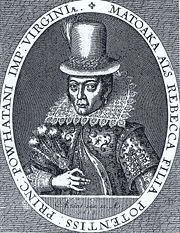 MATOAKA ALS REBECCA FILIA POTENTISS : PRINC : POWHATANI IMP: VIRGINIÆ .